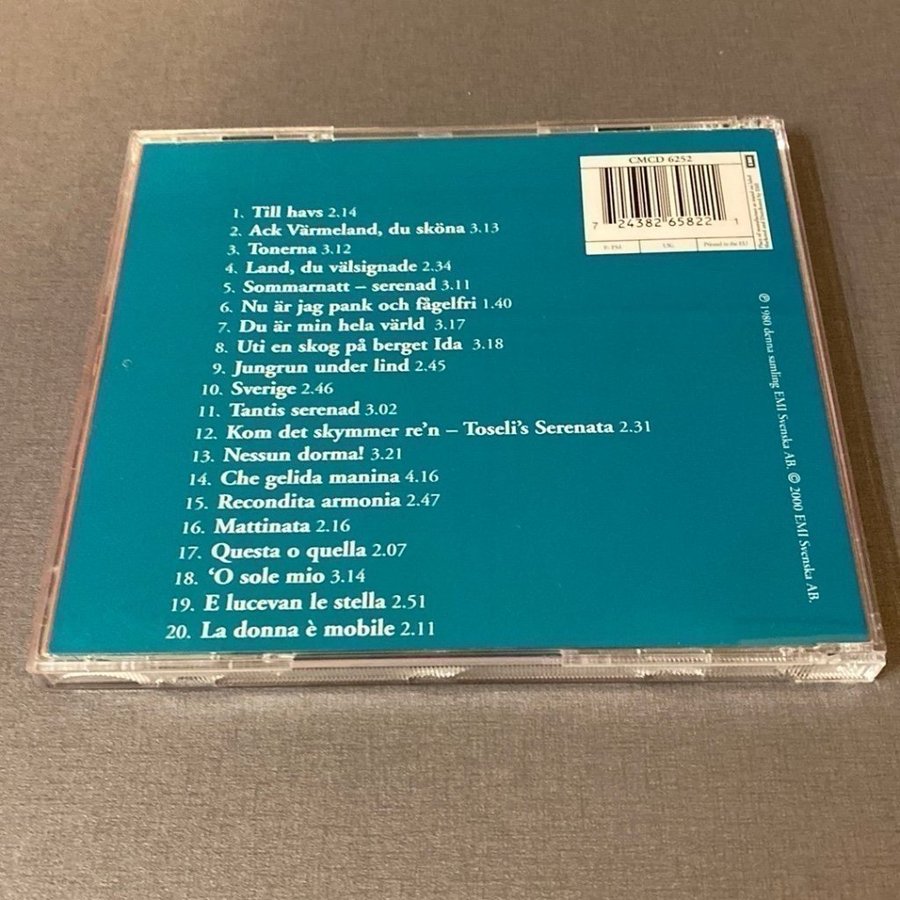 CMCD 6252
7 24382 65822 1
Printed in the EU
1. Till havs 2.14
2. Ack Värmeland, du sköna 3.13
3. Tonerna 3.12
4. Land, du välsignade 2.34
5. Sommarnatt – serenad 3.11
6. Nu är jag pank och fågelfri 1.40
7. Du är min hela värld 3.17
8. Uti en skog på berget Ida 3.18
9. Jungrun under lind 2.45
10. Sverige 2.46
11. Tantis serenad 3.02
12. Kom det skymmer re’n – Toseli’s Serenata 2.31
13. Nessun dorma! 3.21
14. Che gelida manina 4.16
15. Recondita armonia 2.47
16. Mattinata 2.16
17. Questa o quella 2.07
18. ‘O sole mio 3.14
19. E lucevan le stella 2.51
20. La donna è mobile 2.11
℗ 1980 denna samling EMI Svenska AB. © 2000 EMI Svenska AB.